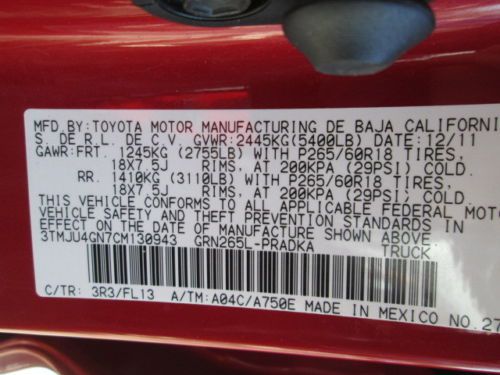 MFD.BY:TOYOTA MOTOR MANUFACTURING DE BAJA CALIFORNI
S. DE R.L. DE C.V. GVWR:2445KG(5400LB) DATE:12/11
GAWR:FRT. 1245KG (2755LB) WITH P265/60R18 TIRES,
18X7.5J RIMS, AT 200KPA (29PSI) COLD.
RR. 1410KG (3110LB) WITH P265/60R18 TIRES,
18X7.5J RIMS, AT 200KPA (29PSI) COLD.
THIS VEHICLE CONFORMS TO ALL APPLICABLE FEDERAL MOTO
VEHICLE SAFETY AND THEFT PREVENTION STANDARDS IN
EFFECT ON THE DATE OF MANUFACTURE SHOWN ABOVE.
3TMJU4GN7CM130943 GRN265L-PRADKA TRUCK
C/TR: 3R3/FL13 A/TM:A04C/A750E MADE IN MEXICO NO.27